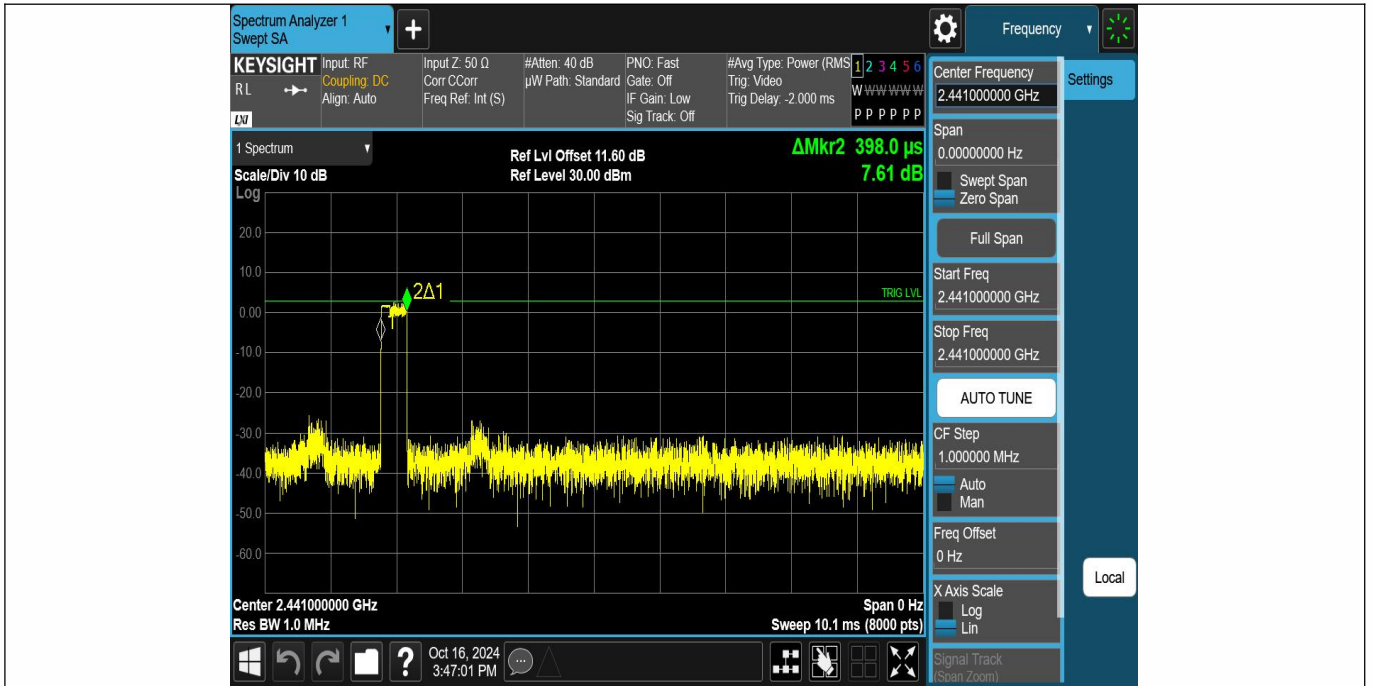 Spectrum Analyzer 1
Swept SA
+
Frequency
KEYSIGHT
R L
LXI
Input: RF
Coupling: DC
Align: Auto
Input Z: 50 Ω
Corr CCorr
Freq Ref: Int (S)
#Atten: 40 dB
µW Path: Standard
PNO: Fast
Gate: Off
IF Gain: Low
Sig Track: Off
#Avg Type: Power (RMS
Trig: Video
Trig Delay: -2.000 ms
1 2 3 4 5 6
W W W W W W
P P P P P P
1 Spectrum
Scale/Div 10 dB
Log
Ref Lvl Offset 11.60 dB
Ref Level 30.00 dBm
ΔMkr2 398.0 µs
7.61 dB
20.0
10.0
0.00
-10.0
-20.0
-30.0
-40.0
-50.0
-60.0
2Δ1
TRIG LVL
Center 2.441000000 GHz
Res BW 1.0 MHz
Span 0 Hz
Sweep 10.1 ms (8000 pts)
Center Frequency
2.441000000 GHz
Settings
Span
0.00000000 Hz
Swept Span
Zero Span
Full Span
Start Freq
2.441000000 GHz
Stop Freq
2.441000000 GHz
AUTO TUNE
CF Step
1.000000 MHz
Auto
Man
Freq Offset
0 Hz
X Axis Scale
Log
Lin
Signal Track
(Span Zoom)
Local
?
Oct 16, 2024
3:47:01 PM